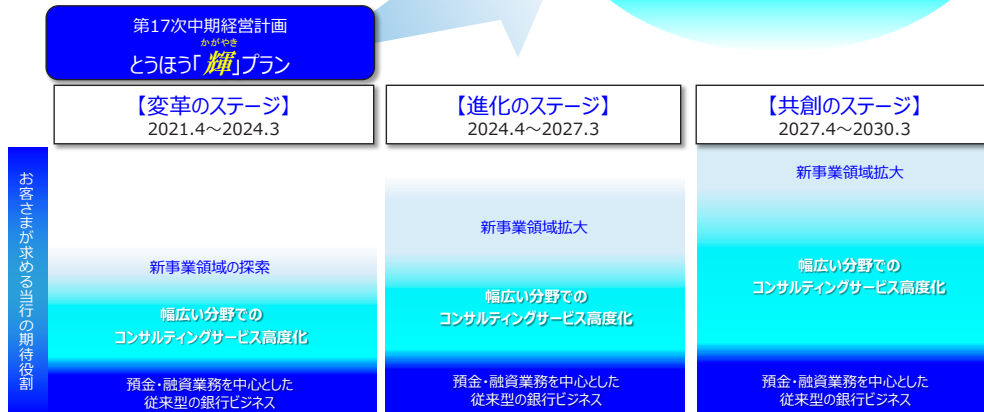 第17次中期経営計画
かがやき
とうほう「輝」プラン
【変革のステージ】
2021.4～2024.3
【進化のステージ】
2024.4～2027.3
【共創のステージ】
2027.4～2030.3
お客さまが求める当行の期待役割
新事業領域の探索
幅広い分野での
コンサルティングサービス高度化
預金・融資業務を中心とした
従来型の銀行ビジネス
新事業領域拡大
幅広い分野での
コンサルティングサービス高度化
預金・融資業務を中心とした
従来型の銀行ビジネス
新事業領域拡大
幅広い分野での
コンサルティングサービス高度化
預金・融資業務を中心とした
従来型の銀行ビジネス